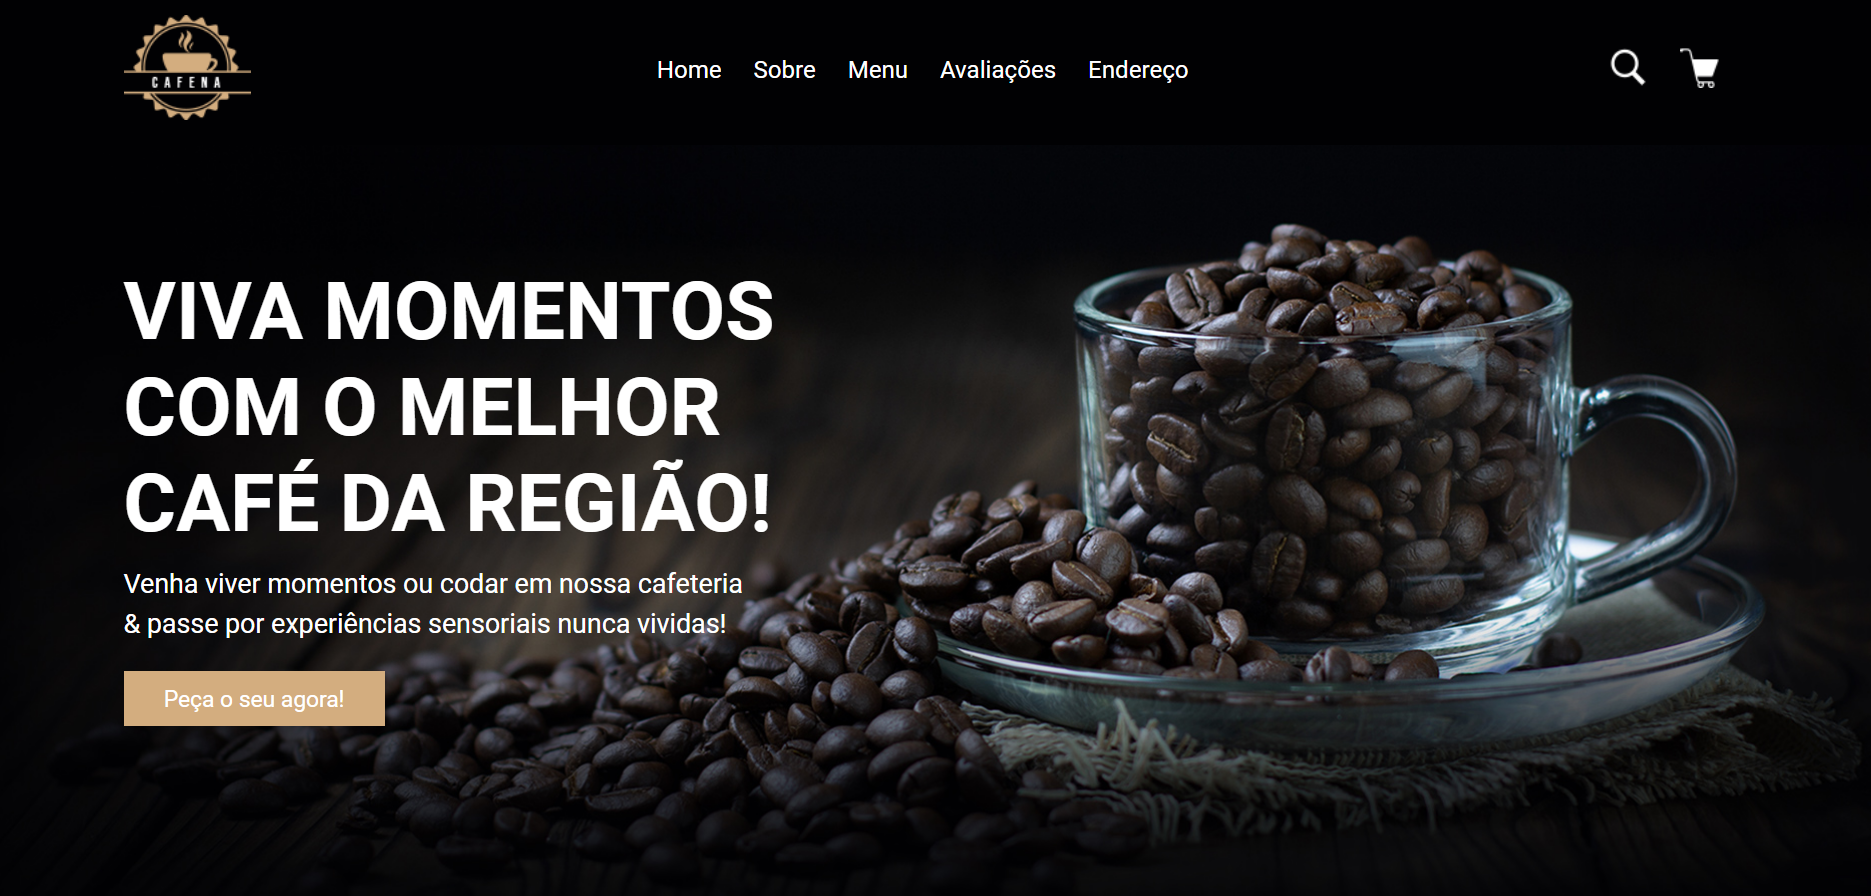 CAFENA
Home Sobre Menu Avaliações Endereço
VIVA MOMENTOS
COM O MELHOR
CAFÉ DA REGIÃO!
Venha viver momentos ou codar em nossa cafeteria
& passe por experiências sensoriais nunca vividas!
Peça o seu agora!